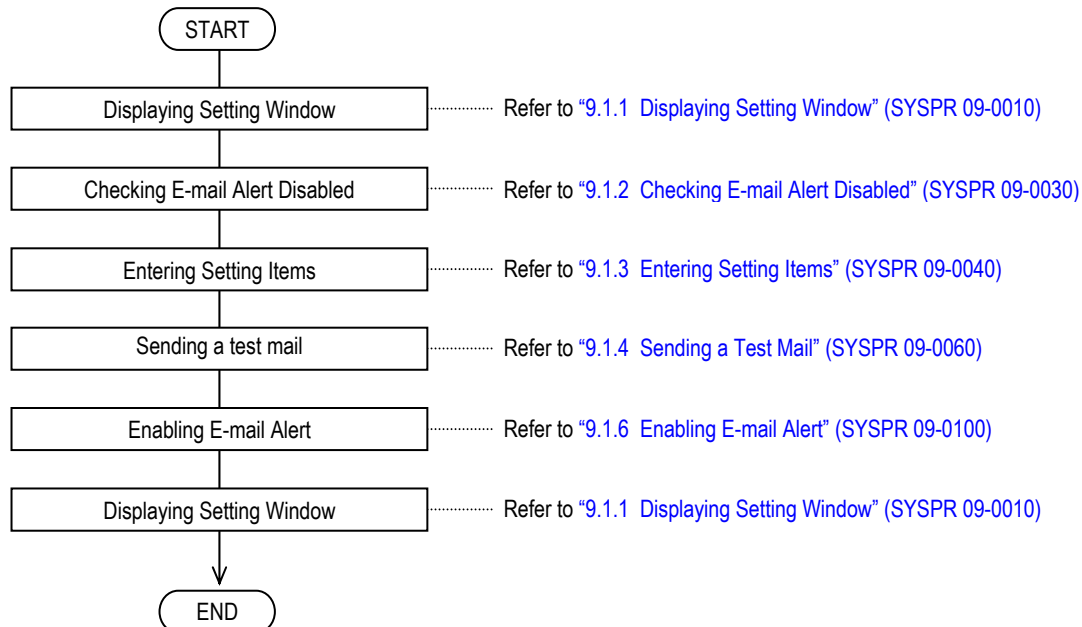 START
Displaying Setting Window Refer to “9.1.1 Displaying Setting Window” (SYSPR 09-0010)
Checking E-mail Alert Disabled Refer to “9.1.2 Checking E-mail Alert Disabled” (SYSPR 09-0030)
Entering Setting Items Refer to “9.1.3 Entering Setting Items” (SYSPR 09-0040)
Sending a test mail Refer to “9.1.4 Sending a Test Mail” (SYSPR 09-0060)
Enabling E-mail Alert Refer to “9.1.6 Enabling E-mail Alert” (SYSPR 09-0100)
Displaying Setting Window Refer to “9.1.1 Displaying Setting Window” (SYSPR 09-0010)
END